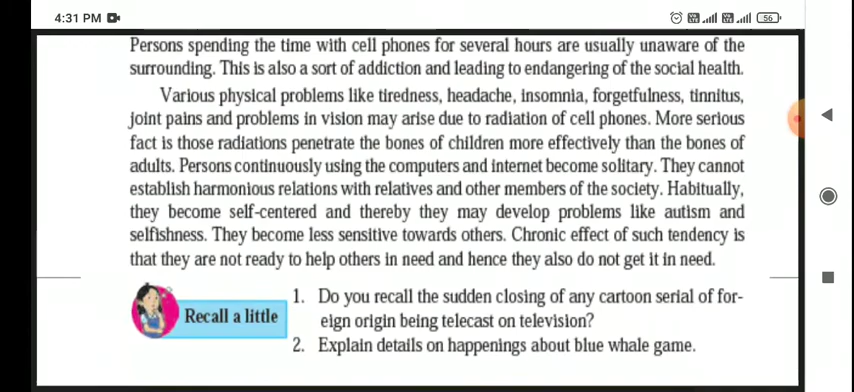 4:31 PM
56
Persons spending the time with cell phones for several hours are usually unaware of the
surrounding. This is also a sort of addiction and leading to endangering of the social health.
Various physical problems like tiredness, headache, insomnia, forgetfulness, tinnitus,
joint pains and problems in vision may arise due to radiation of cell phones. More serious
fact is those radiations penetrate the bones of children more effectively than the bones of
adults. Persons continuously using the computers and internet become solitary. They cannot
establish harmonious relations with relatives and other members of the society. Habitually,
they become self-centered and thereby they may develop problems like autism and
selfishness. They become less sensitive towards others. Chronic effect of such tendency is
that they are not ready to help others in need and hence they also do not get it in need.
Recall a little
1. Do you recall the sudden closing of any cartoon serial of for-
eign origin being telecast on television?
2. Explain details on happenings about blue whale game.